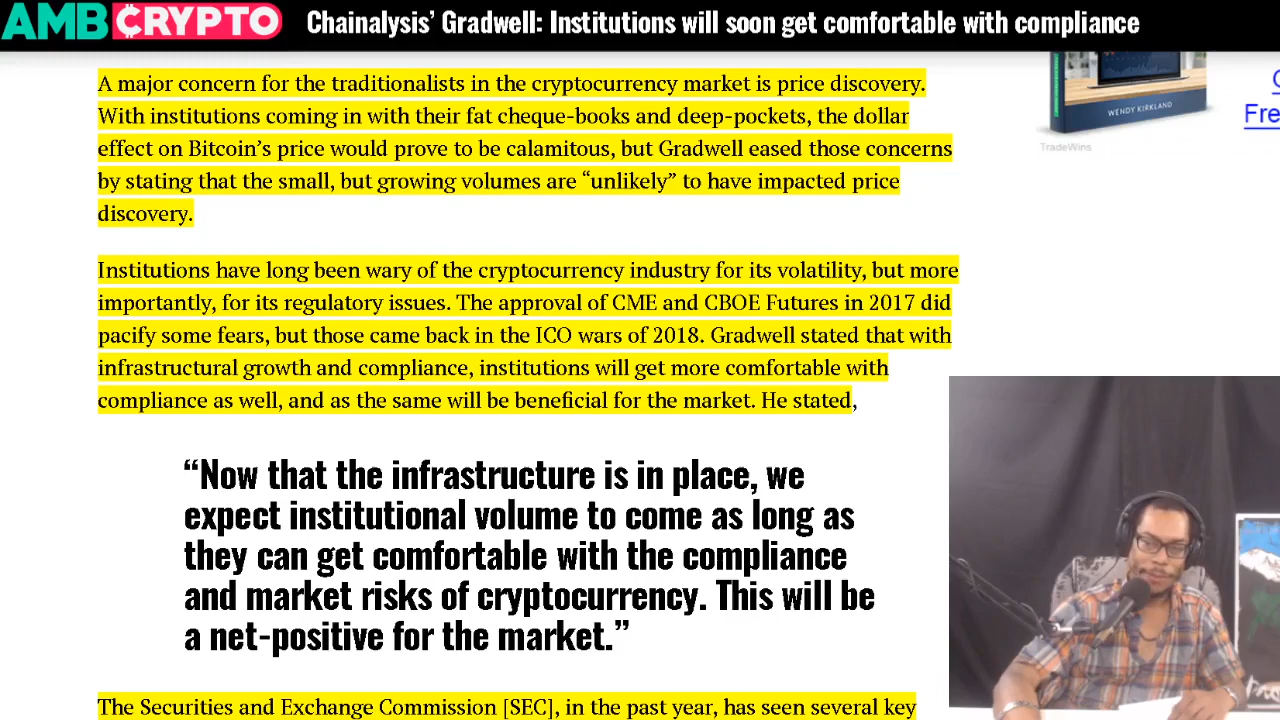 AMBCRYPTO Chainalysis’ Gradwell: Institutions will soon get comfortable with compliance
A major concern for the traditionalists in the cryptocurrency market is price discovery.
With institutions coming in with their fat cheque-books and deep-pockets, the dollar
effect on Bitcoin’s price would prove to be calamitous, but Gradwell eased those concerns
by stating that the small, but growing volumes are “unlikely” to have impacted price
discovery.
WENDY KIRKLAND
TradeWins
Institutions have long been wary of the cryptocurrency industry for its volatility, but more
importantly, for its regulatory issues. The approval of CME and CBOE Futures in 2017 did
pacify some fears, but those came back in the ICO wars of 2018. Gradwell stated that with
infrastructural growth and compliance, institutions will get more comfortable with
compliance as well, and as the same will be beneficial for the market. He stated,
“Now that the infrastructure is in place, we
expect institutional volume to come as long as
they can get comfortable with the compliance
and market risks of cryptocurrency. This will be
a net-positive for the market.”
The Securities and Exchange Commission [SEC], in the past year, has seen several key